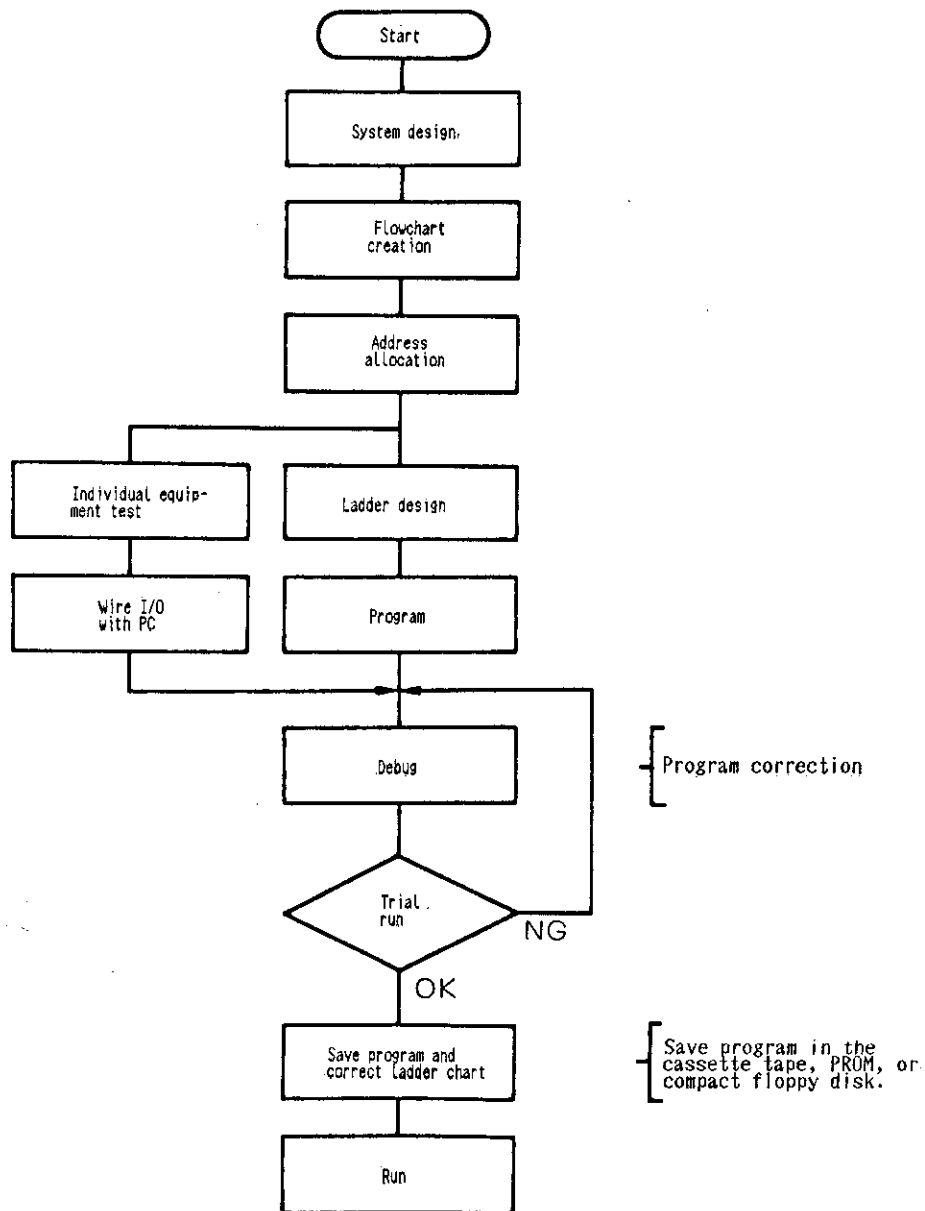 Start
System design
Flowchart
creation
Address
allocation
Individual equip-
ment test
Ladder design
Wire I/O
with PC
Program
Debug
Program correction
Trial
run
NG
OK
Save program and
correct ladder chart
Save program in the
cassette tape, PROM, or
compact floppy disk.
Run